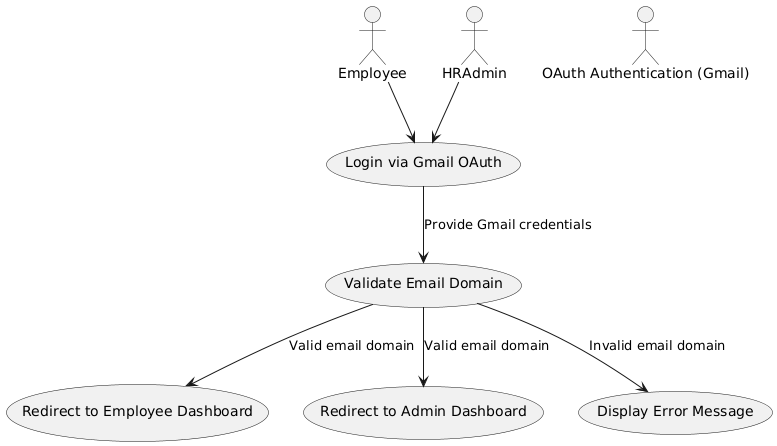 Employee
HRAdmin
OAuth Authentication (Gmail)
Login via Gmail OAuth
Provide Gmail credentials
Validate Email Domain
Valid email domain
Valid email domain
Invalid email domain
Redirect to Employee Dashboard
Redirect to Admin Dashboard
Display Error Message